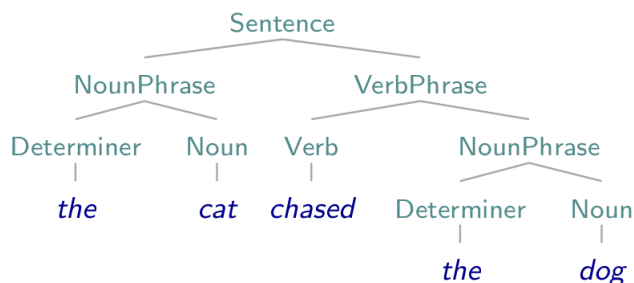 Sentence
NounPhrase VerbPhrase
Determiner Noun Verb NounPhrase
the cat chased Determiner Noun
the dog